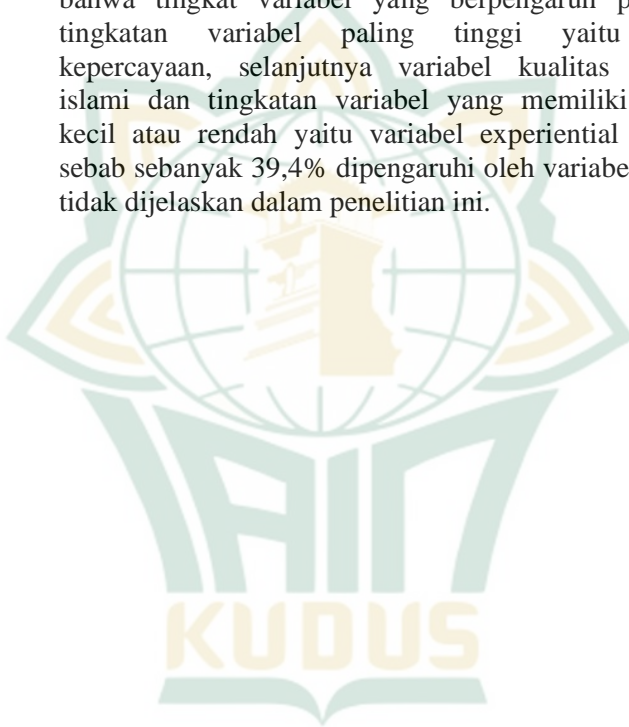 bahwa tingkat variabel yang berpengaruh p
tingkatan variabel paling tinggi yaitu
kepercayaan, selanjutnya variabel kualitas
islami dan tingkatan variabel yang memiliki
kecil atau rendah yaitu variabel experiential
sebab sebanyak 39,4% dipengaruhi oleh variabe
tidak dijelaskan dalam penelitian ini.
IAIN
KUDUS